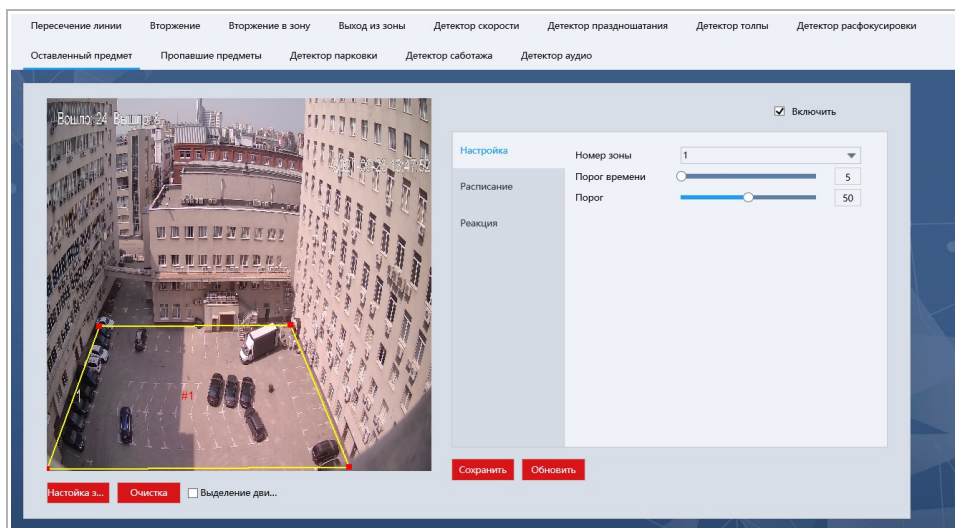 Пересечение линии Вторжение Вторжение в зону Выход из зоны Детектор скорости Детектор праздношатания Детектор толпы Детектор расфокусировки
Оставленный предмет Пропавшие предметы Детектор парковки Детектор саботажа Детектор аудио
Вошло: 24 Вышло:
Включить
Настройка
Номер зоны 1
Порог времени 5
Расписание
Порог 50
Реакция
#1
Сохранить Обновить
Настойка з... Очистка Выделение дви...